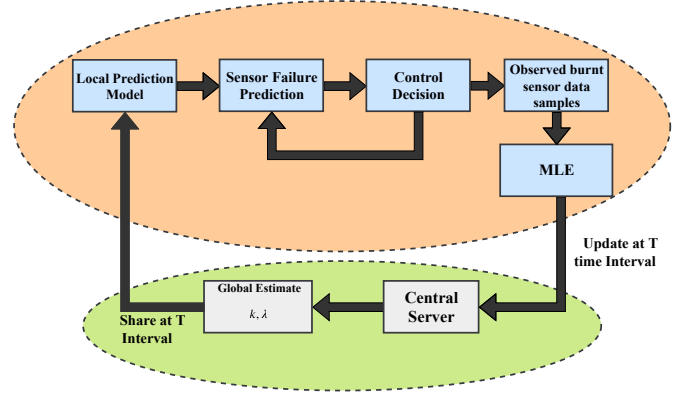 Local Prediction
Model
Sensor Failure
Prediction
Control
Decision
Observed burnt
sensor data
samples
MLE
Update at T
time Interval
Global Estimate
k, λ
Central
Server
Share at T
Interval